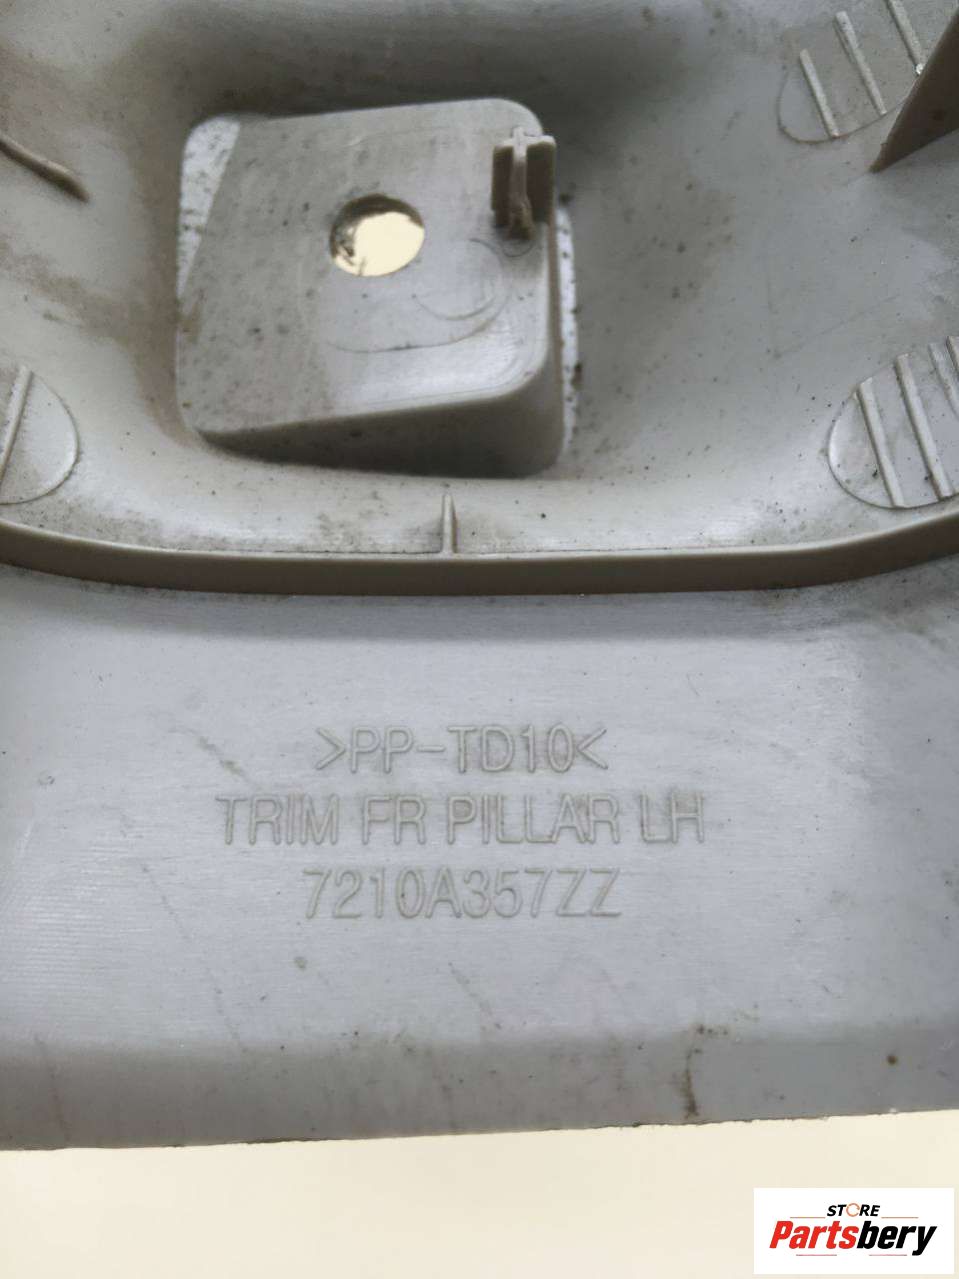 >PP-TD10<
TRIM FR PILLAR LH
7210A357ZZ
STORE
Partsbery